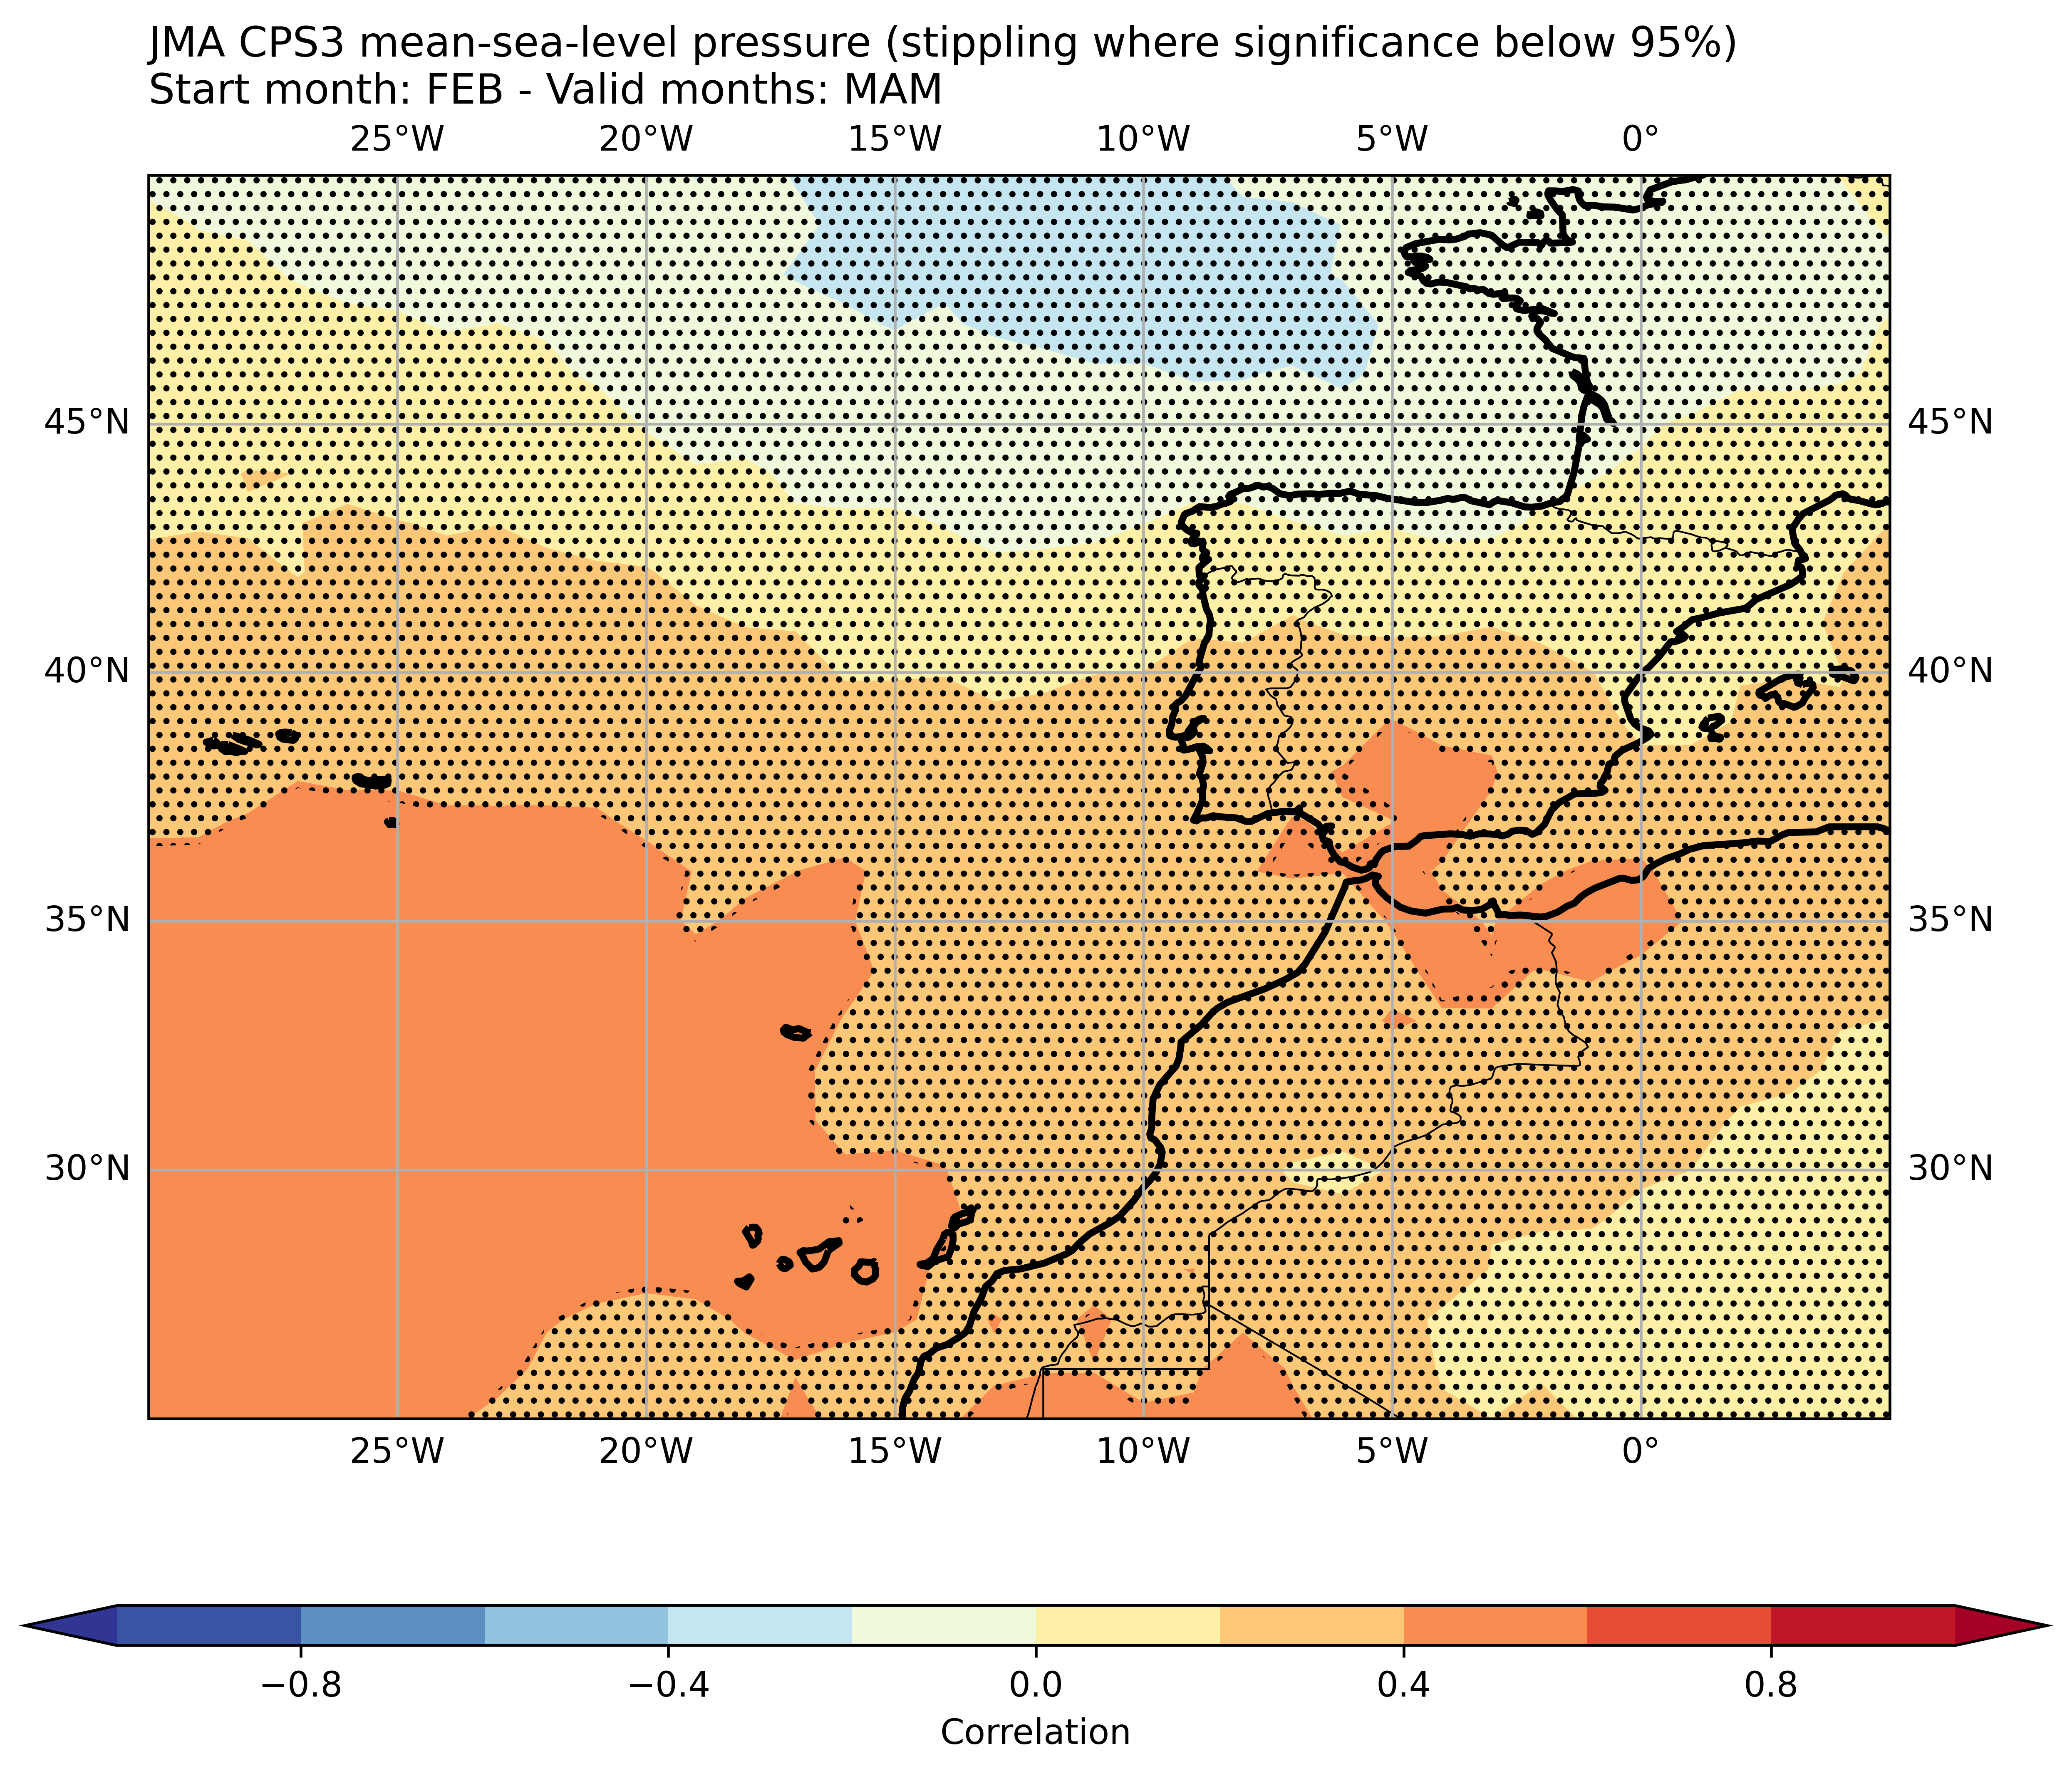 JMA CPS3 mean-sea-level pressure (stippling where significance below 95%)
Start month: FEB - Valid months: MAM
25°W 20°W 15°W 10°W 5°W 0°
45°N 45°N
40°N 40°N
35°N 35°N
30°N 30°N
25°W 20°W 15°W 10°W 5°W 0°
−0.8 −0.4 0.0 0.4 0.8
Correlation